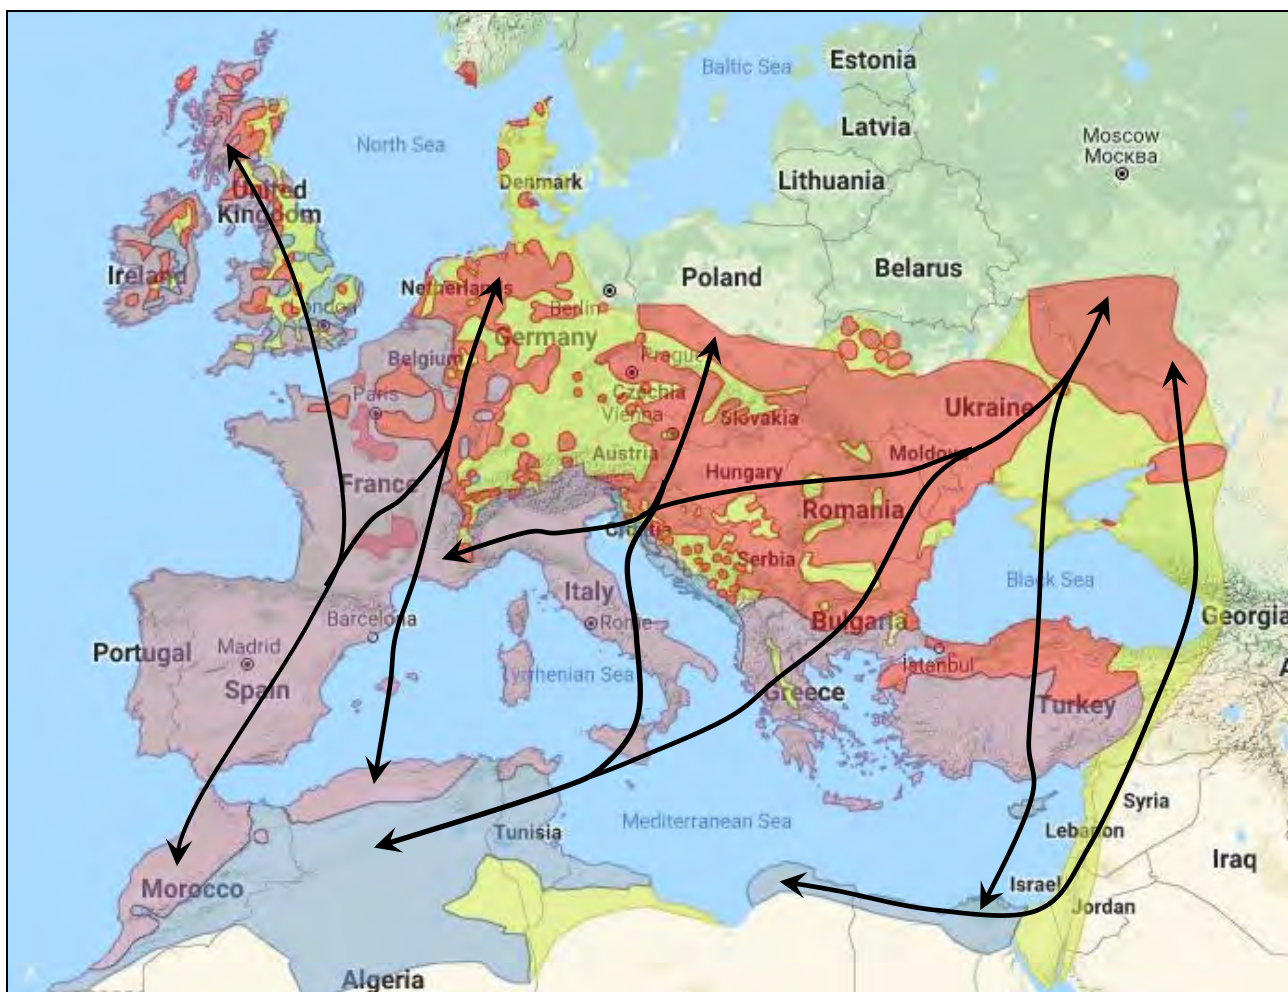 Baltic Sea
Estonia
Latvia
Moscow
Москва
North Sea
Lithuania
Denmark
United
Kingdom
Ireland
Poland
Belarus
Netherlands
London
Berlin
Germany
Belgium
Prague
Paris
Czechia
Vienna
Slovakia
Ukraine
Austria
Moldova
Hungary
France
Romania
Croatia
Serbia
Black Sea
Italy
Georgia
Barcelona
Rome
Bulgaria
Portugal
Madrid
Istanbul
Spain
Tyrrhenian Sea
Greece
Turkey
Syria
Mediterranean Sea
Tunisia
Lebanon
Iraq
Morocco
Israel
Jordan
Algeria